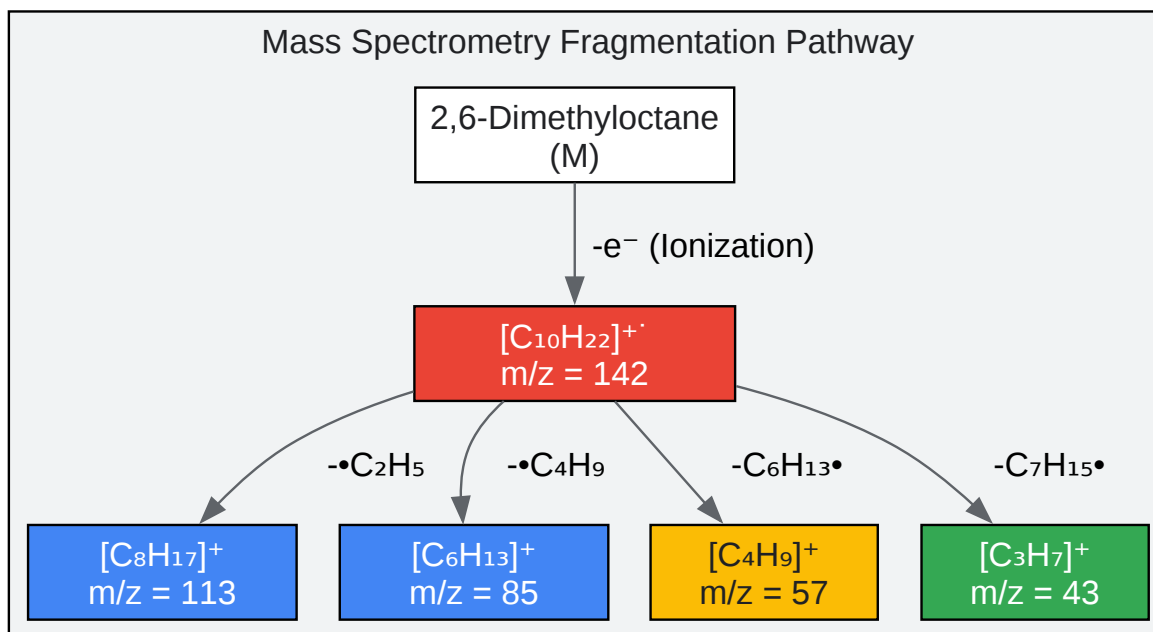 Mass Spectrometry Fragmentation Pathway
2,6-Dimethyloctane
(M)
-e⁻ (Ionization)
[C₁₀H₂₂]⁺˙
m/z = 142
-•C₂H₅
-•C₄H₉
-C₆H₁₃•
-C₇H₁₅•
[C₈H₁₇]⁺
m/z = 113
[C₆H₁₃]⁺
m/z = 85
[C₄H₉]⁺
m/z = 57
[C₃H₇]⁺
m/z = 43